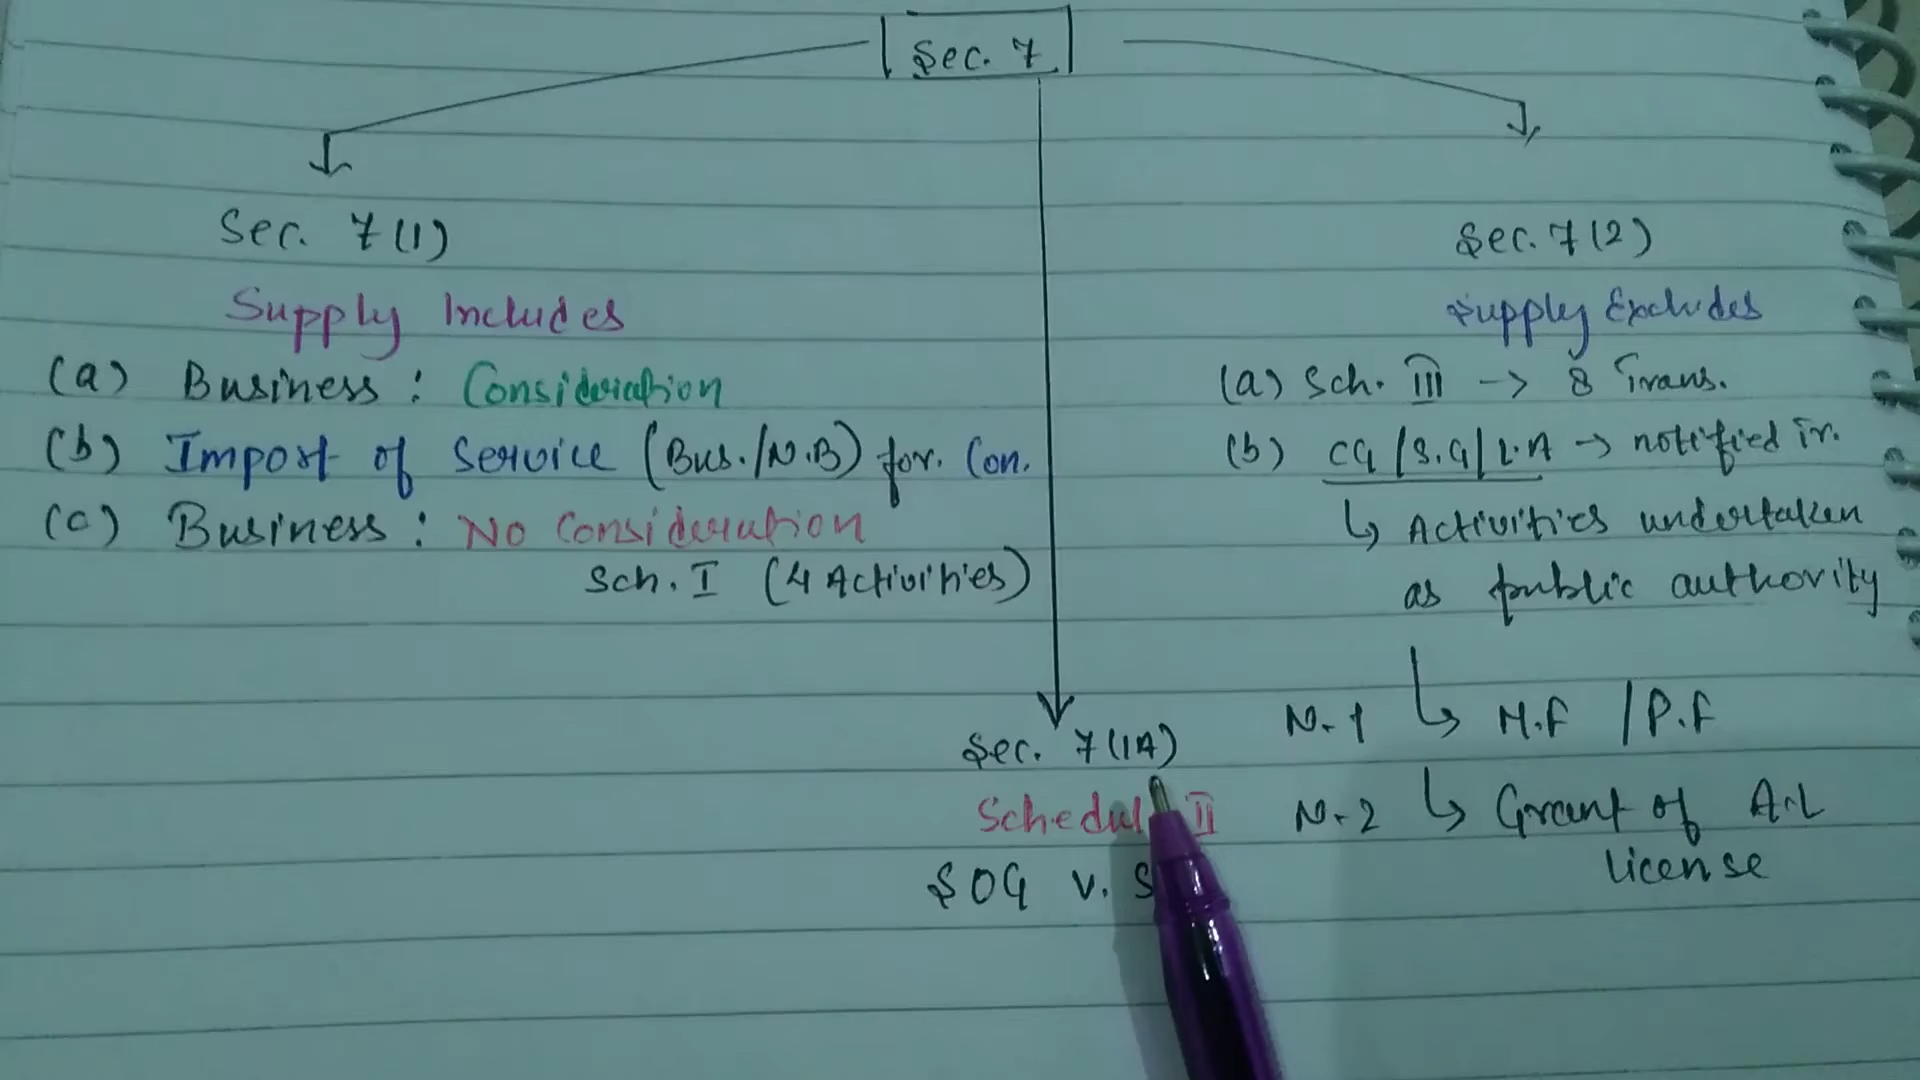 Sec. 7
Sec. 7(1)
Supply Includes
(a) Business : Consideration
(b) Import of Service (Bus./N.B) for. Con.
(c) Business : No Consideration
Sch. I (4 Activities)
Sec. 7(1A)
Schedul II
SOG v. S
Sec. 7(2)
Supply Excludes
(a) Sch. III → 8 Trans.
(b) CG/S.G/L.A → notified in.
↳ Activities undertaken
as public authority
N-1 ↳ M.F / P.F
N-2 ↳ Grant of A.L
license